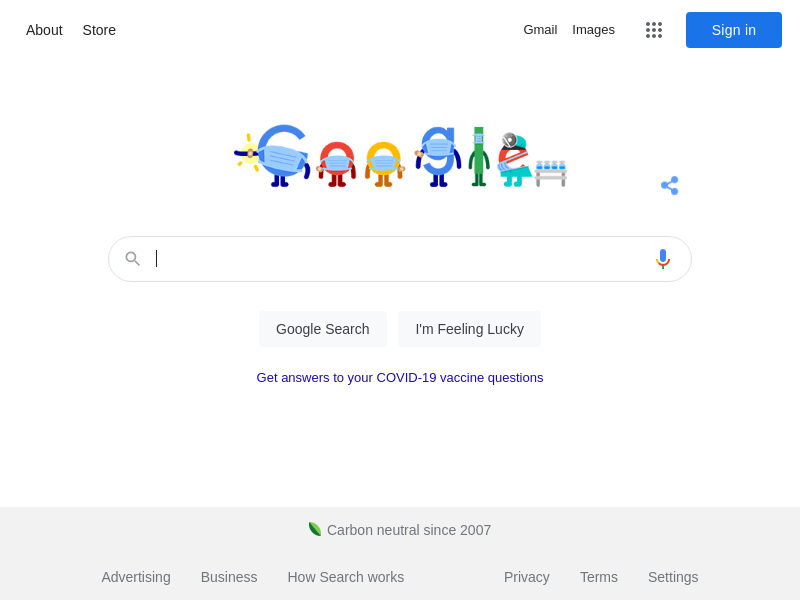 About Store Gmail Images Sign in
Google
Google Search I'm Feeling Lucky
Get answers to your COVID-19 vaccine questions
Carbon neutral since 2007
Advertising Business How Search works Privacy Terms Settings